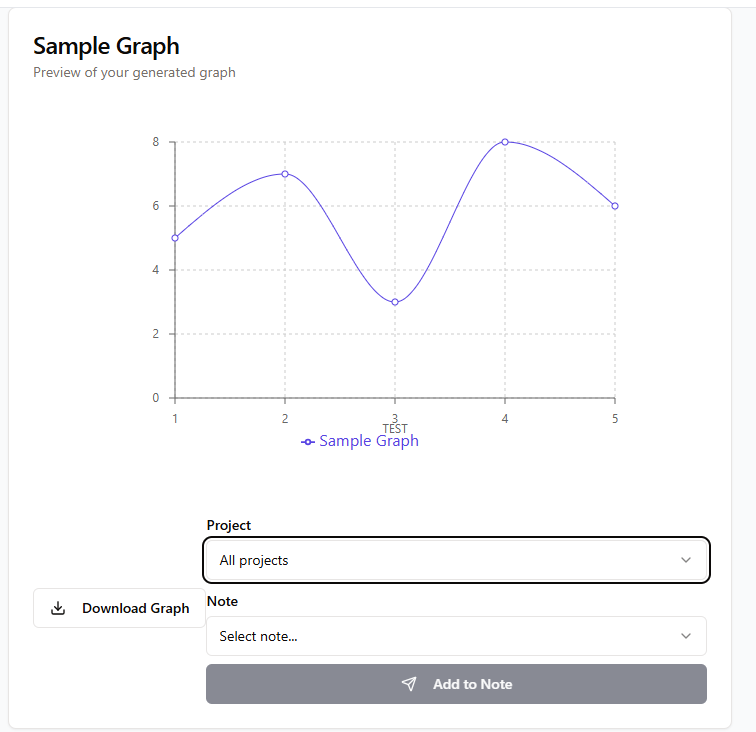 Sample Graph
Preview of your generated graph
8
6
4
2
0
1 2 3 4 5
TEST
Sample Graph
Project
All projects
Download Graph
Note
Select note...
Add to Note